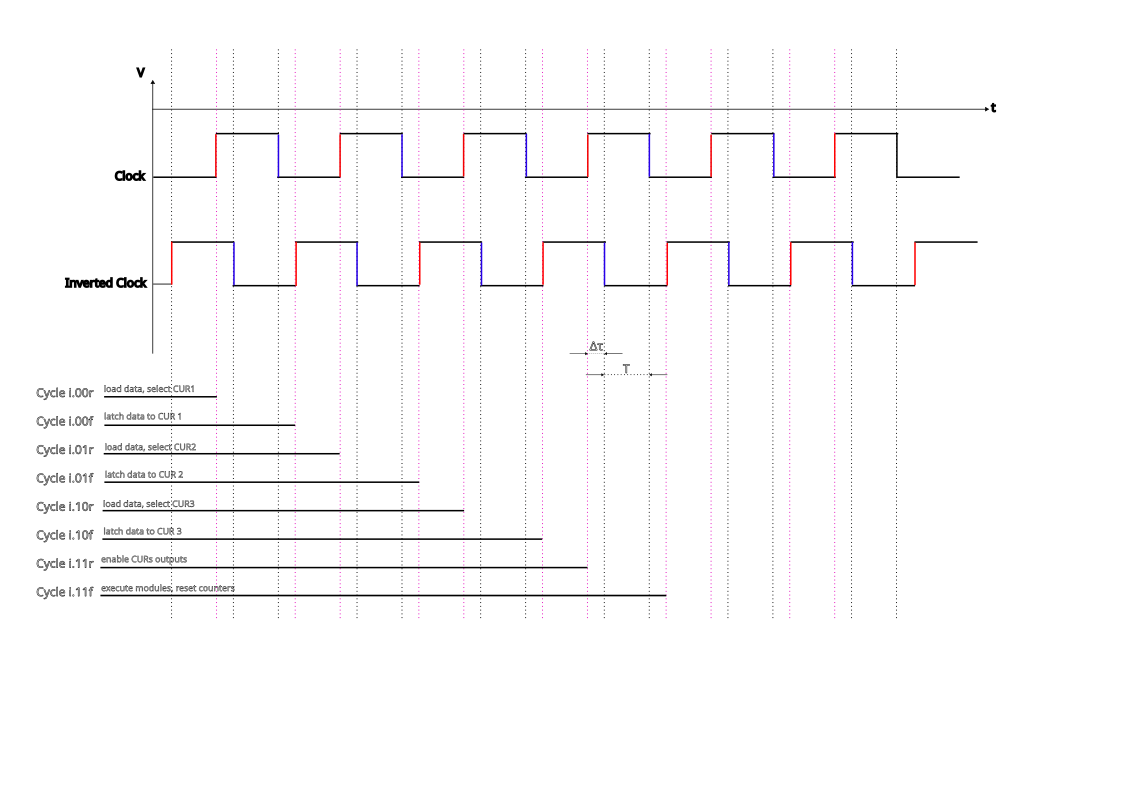 V
t
Clock
Inverted Clock
Δτ
T
Cycle i.00r load data, select CUR1
Cycle i.00f latch data to CUR 1
Cycle i.01r load data, select CUR2
Cycle i.01f latch data to CUR 2
Cycle i.10r load data, select CUR3
Cycle i.10f latch data to CUR 3
Cycle i.11r enable CURs outputs
Cycle i.11f execute modules, reset counters